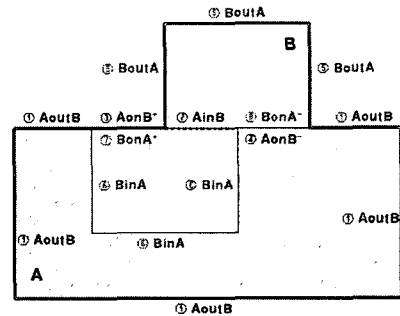 ⑤ BoutA
B
⑤ BoutA
⑤ BoutA
① AoutB
③ AonB⁺
② AinB
⑧ BonA⁻
① AoutB
⑦ BonA⁺
④ AonB⁻
⑥ BinA
⑥ BinA
① AoutB
① AoutB
⑥ BinA
A
① AoutB